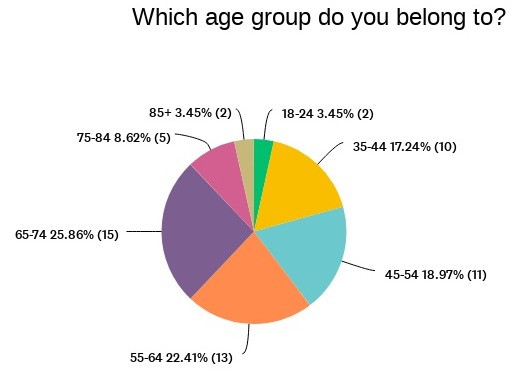 Which age group do you belong to?
85+ 3.45% (2)
18-24 3.45% (2)
75-84 8.62% (5)
35-44 17.24% (10)
65-74 25.86% (15)
45-54 18.97% (11)
55-64 22.41% (13)